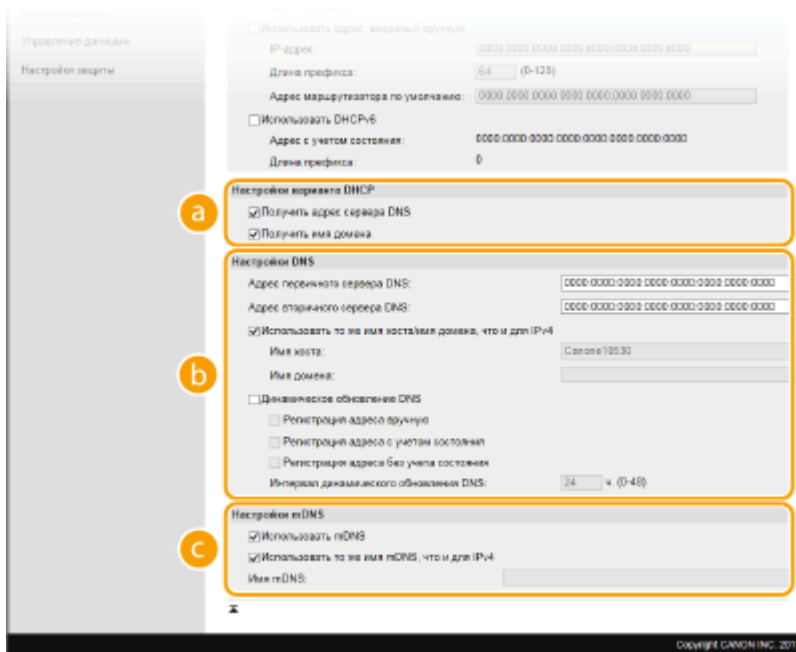 Управление данными
Настройки защиты
Использовать адрес, вводимый вручную
IP-адрес: 0000:0000:0000:0000:0000:0000:0000:0000
Длина префикса: 64 (0-128)
Адрес маршрутизатора по умолчанию: 0000:0000:0000:0000:0000:0000:0000:0000
Использовать DHCPv6
Адрес с учетом состояния: 0000:0000:0000:0000:0000:0000:0000:0000
Длина префикса: 0
a
Настройки варианта DHCP
Получить адрес сервера DNS
Получить имя домена
b
Настройки DNS
Адрес первичного сервера DNS: 0000:0000:0000:0000:0000:0000:0000:0000
Адрес вторичного сервера DNS: 0000:0000:0000:0000:0000:0000:0000:0000
Использовать то же имя хоста/имя домена, что и для IPv4
Имя хоста: Canone10530
Имя домена:
Динамическое обновление DNS
Регистрация адреса вручную
Регистрация адреса с учетом состояния
Регистрация адреса без учета состояния
Интервал динамического обновления DNS: 24 ч. (0-48)
c
Настройки mDNS
Использовать mDNS
Использовать то же имя mDNS, что и для IPv4
Имя mDNS:
Copyright CANON INC. 201